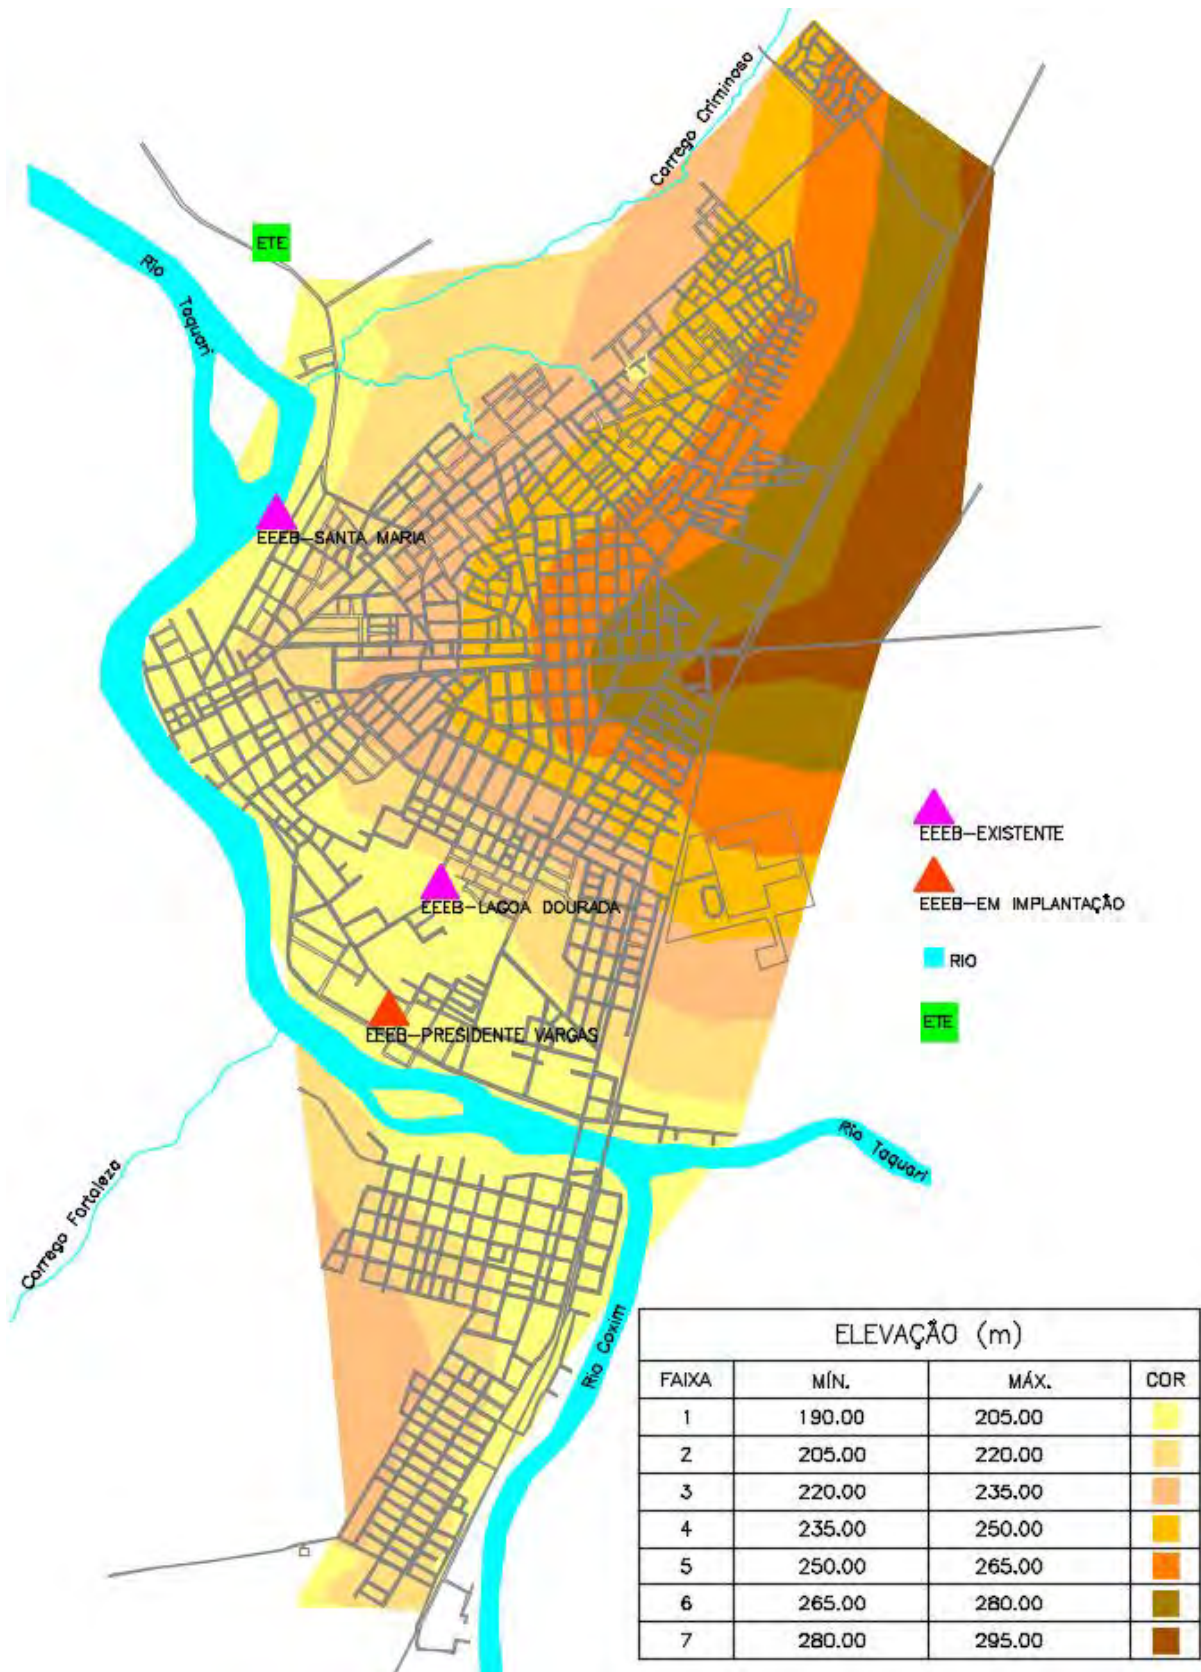 Carrego Criminoso
ETE
Rio Taquari
EEEB-SANTA MARIA
EEEB-EXISTENTE
EEEB-LAGOA DOURADA
EEEB-EM IMPLANTAÇÃO
RIO
EEEB-PRESIDENTE VARGAS
ETE
Rio Taquari
Corrego Fortaleza
Rio Coxim
ELEVAÇÃO (m)
FAIXA MÍN. MÁX. COR
1 190.00 205.00
2 205.00 220.00
3 220.00 235.00
4 235.00 250.00
5 250.00 265.00
6 265.00 280.00
7 280.00 295.00